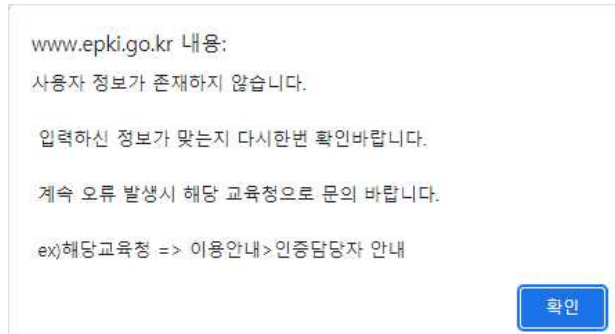 www.epki.go.kr 내용:
사용자 정보가 존재하지 않습니다.
입력하신 정보가 맞는지 다시한번 확인바랍니다.
계속 오류 발생시 해당 교육청으로 문의 바랍니다.
ex)해당교육청 => 이용안내>인증담당자 안내
확인